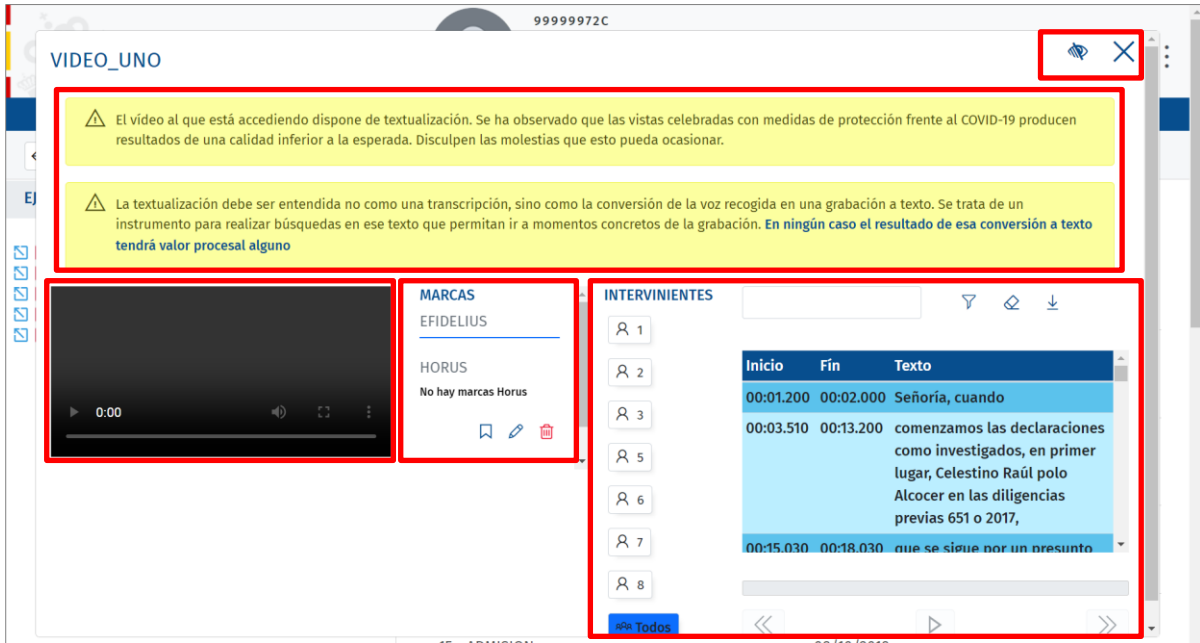 99999972C
VIDEO_UNO
El vídeo al que está accediendo dispone de textualización. Se ha observado que las vistas celebradas con medidas de protección frente al COVID-19 producen
resultados de una calidad inferior a la esperada. Disculpen las molestias que esto pueda ocasionar.
La textualización debe ser entendida no como una transcripción, sino como la conversión de la voz recogida en una grabación a texto. Se trata de un
instrumento para realizar búsquedas en ese texto que permitan ir a momentos concretos de la grabación. En ningún caso el resultado de esa conversión a texto
tendrá valor procesal alguno
0:00
MARCAS
EFIDELIUS
HORUS
No hay marcas Horus
INTERVINIENTES
1
2
3
5
6
7
8
Todos
Inicio Fín Texto
00:01.200 00:02.000 Señoría, cuando
00:03.510 00:13.200 comenzamos las declaraciones
como investigados, en primer
lugar, Celestino Raúl polo
Alcocer en las diligencias
previas 651 o 2017,
00:15.030 00:18.030 que se sigue por un presunto